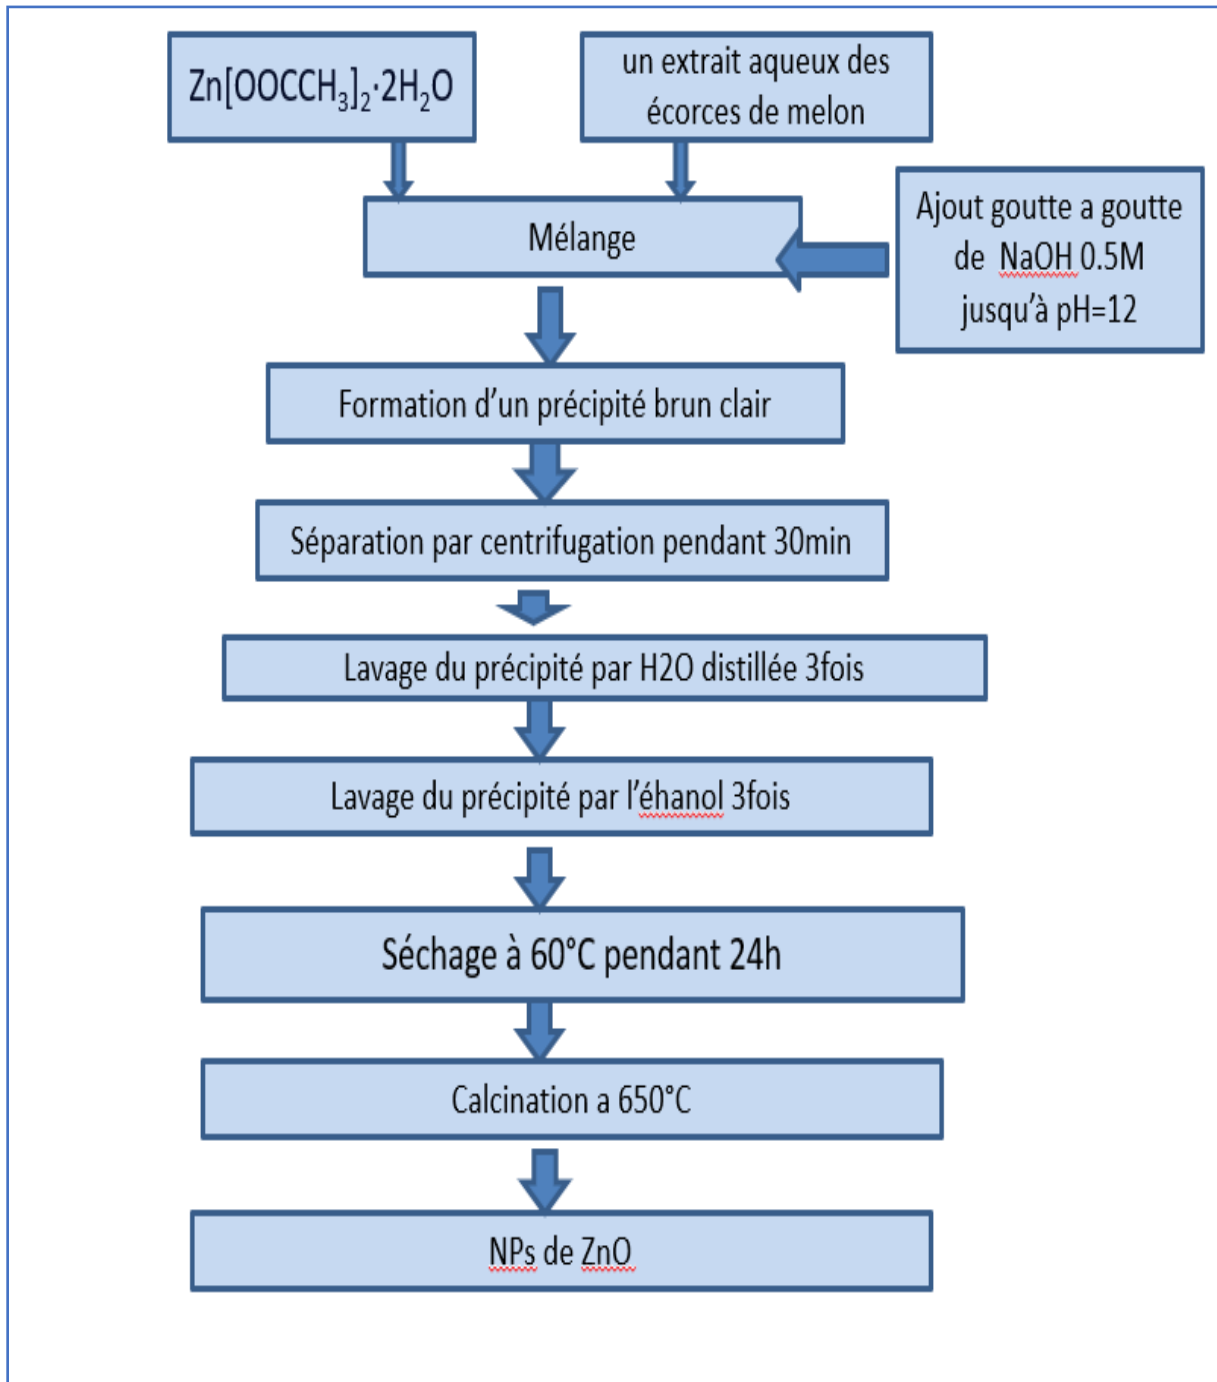 Zn[OOCCH₃]₂·2H₂O
un extrait aqueux des
écorces de melon
Mélange
Ajout goutte a goutte
de NaOH 0.5M
jusqu'à pH=12
Formation d'un précipité brun clair
Séparation par centrifugation pendant 30min
Lavage du précipité par H2O distillée 3fois
Lavage du précipité par l'éhanol 3fois
Séchage à 60°C pendant 24h
Calcination a 650°C
NPs de ZnO